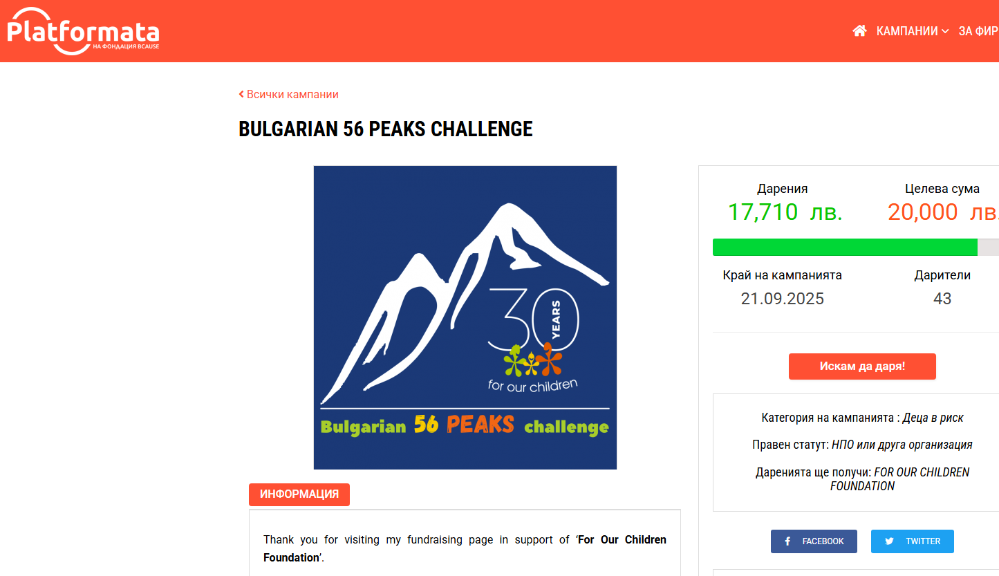 Platformata
НА ФОНДАЦИЯ BCAUSE
КАМПАНИИ ЗА ФИР
Всички кампании
BULGARIAN 56 PEAKS CHALLENGE
30 YEARS
for our children
Bulgarian 56 PEAKS challenge
Дарения Целева сума
17,710 лв. 20,000 лв.
Край на кампанията Дарители
21.09.2025 43
Искам да даря!
Категория на кампанията : Деца в риск
Правен статут: НПО или друга организация
Даренията ще получи: FOR OUR CHILDREN
FOUNDATION
FACEBOOK TWITTER
ИНФОРМАЦИЯ
Thank you for visiting my fundraising page in support of ‘For Our Children
Foundation’.